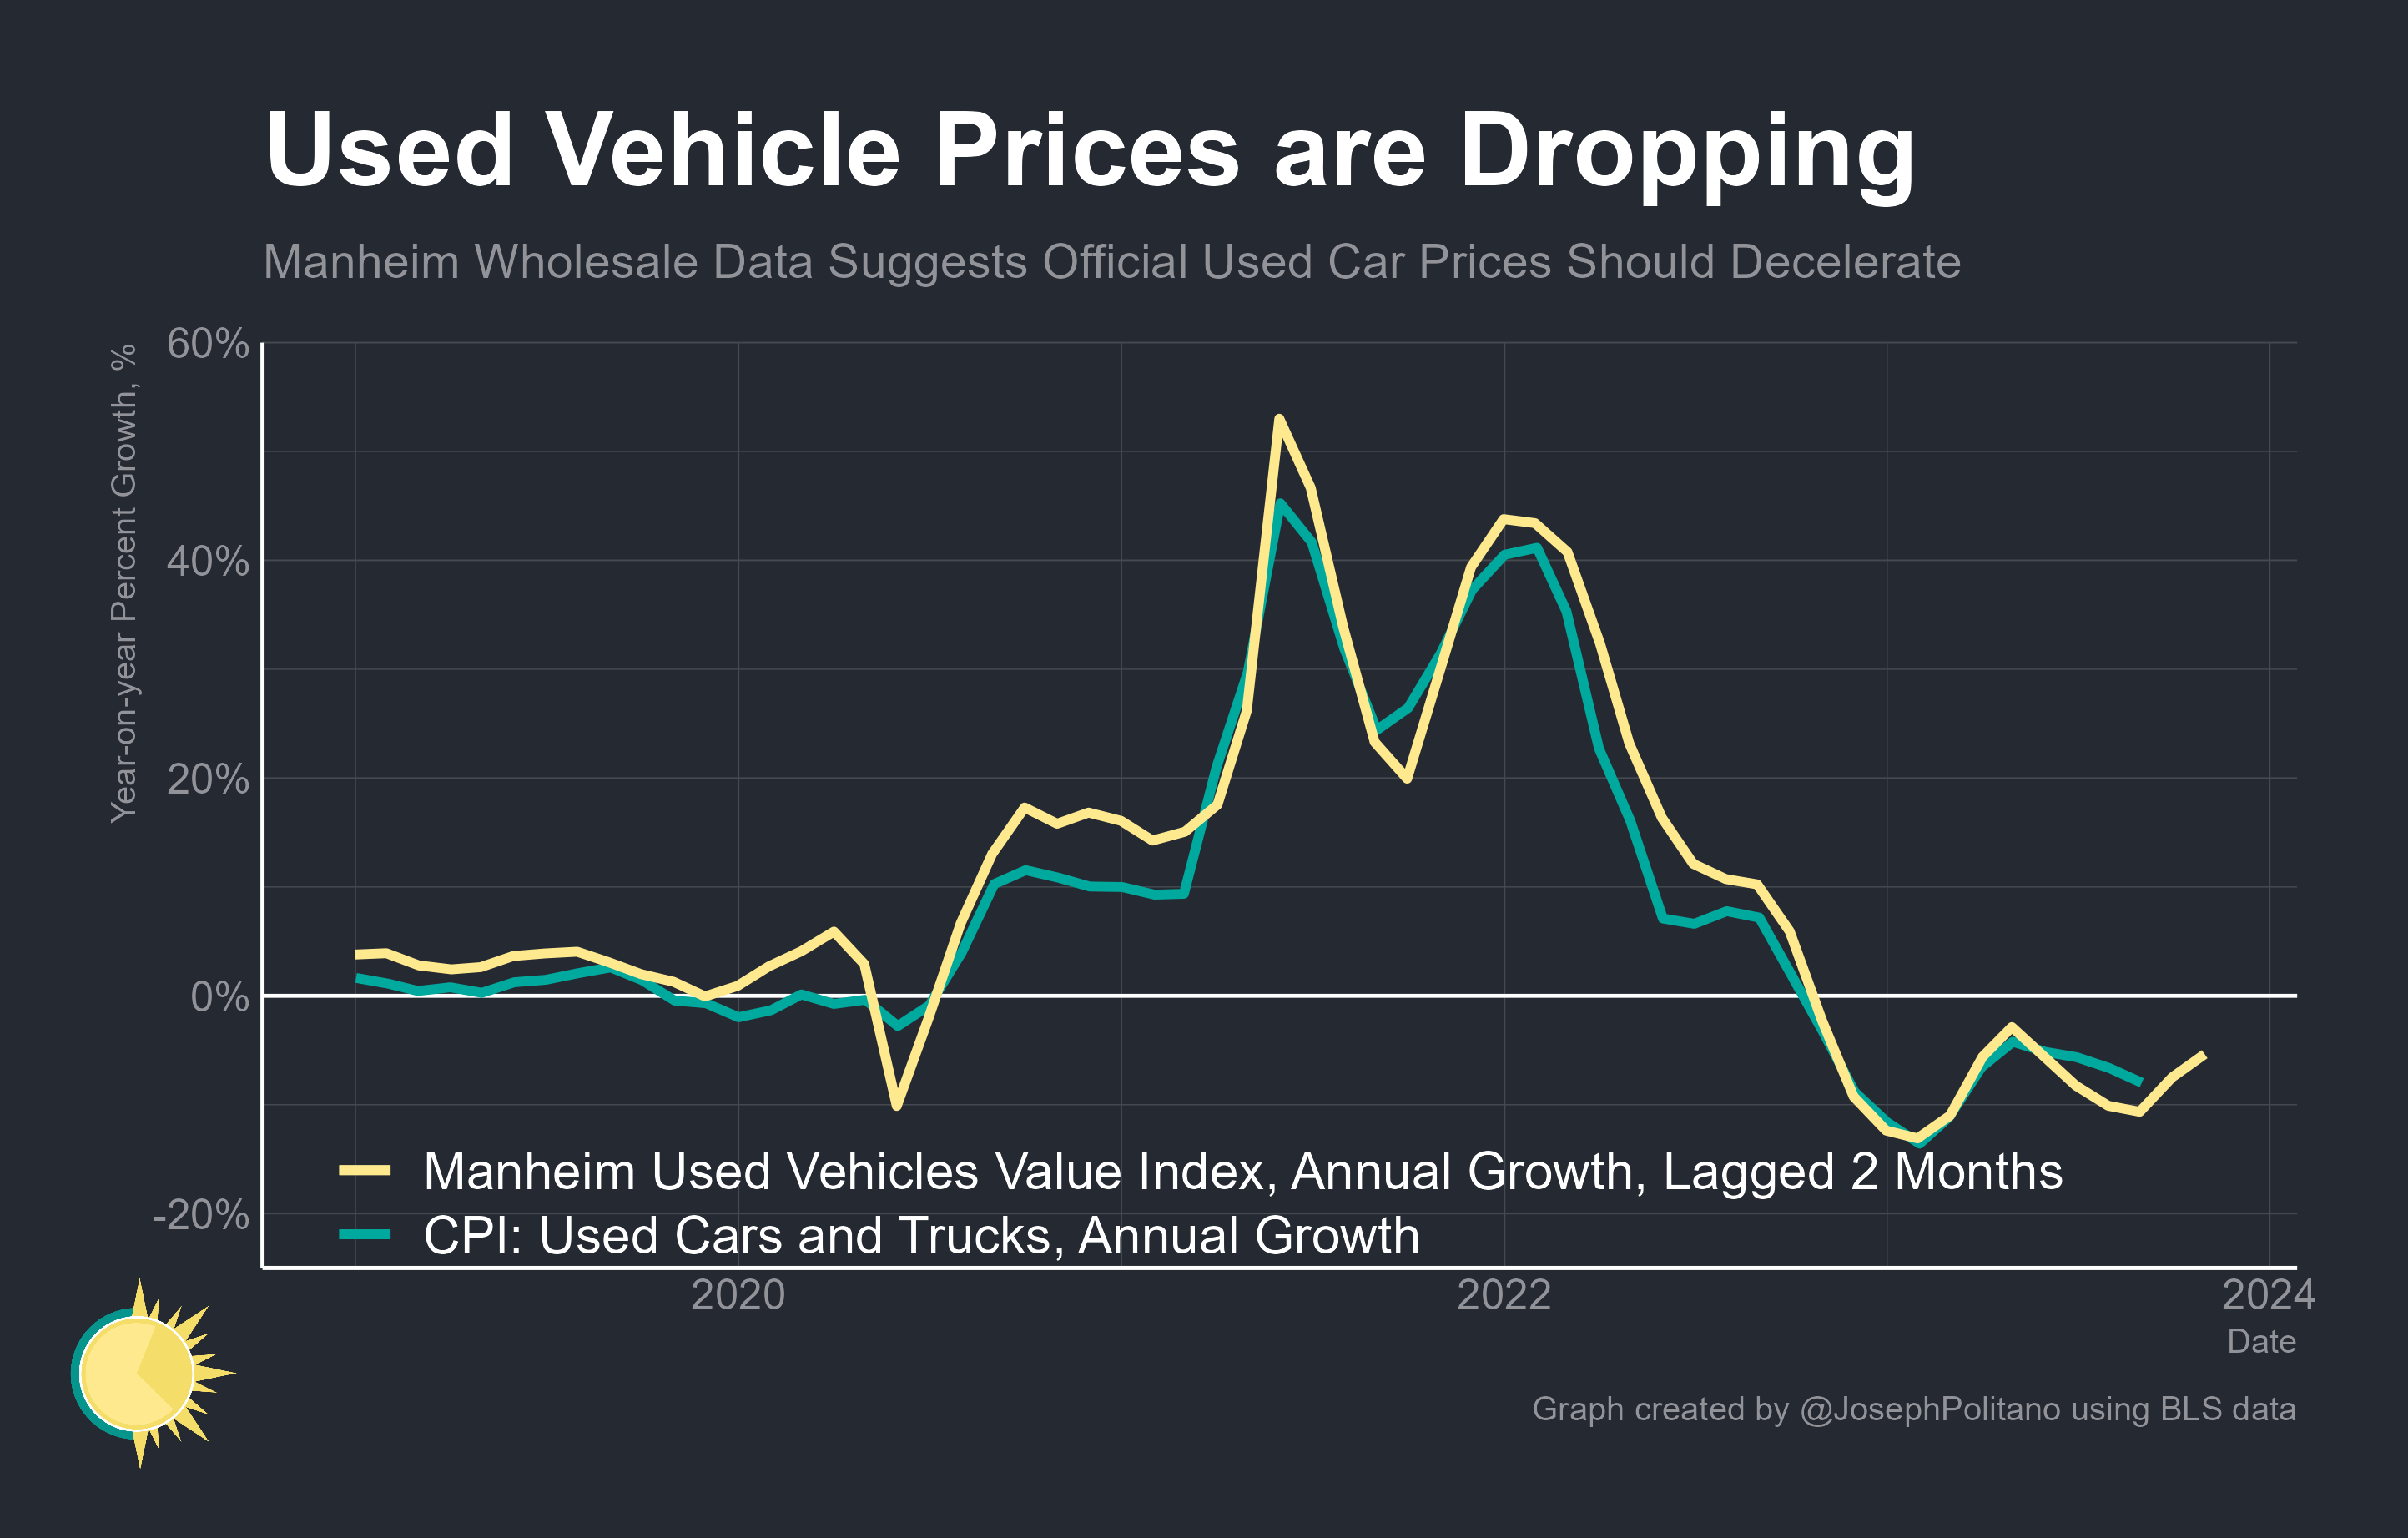 Used Vehicle Prices are Dropping
Manheim Wholesale Data Suggests Official Used Car Prices Should Decelerate
Year-on-year Percent Growth, %
60%
40%
20%
0%
-20%
Manheim Used Vehicles Value Index, Annual Growth, Lagged 2 Months
CPI: Used Cars and Trucks, Annual Growth
2020
2022
2024
Date
Graph created by @JosephPolitano using BLS data